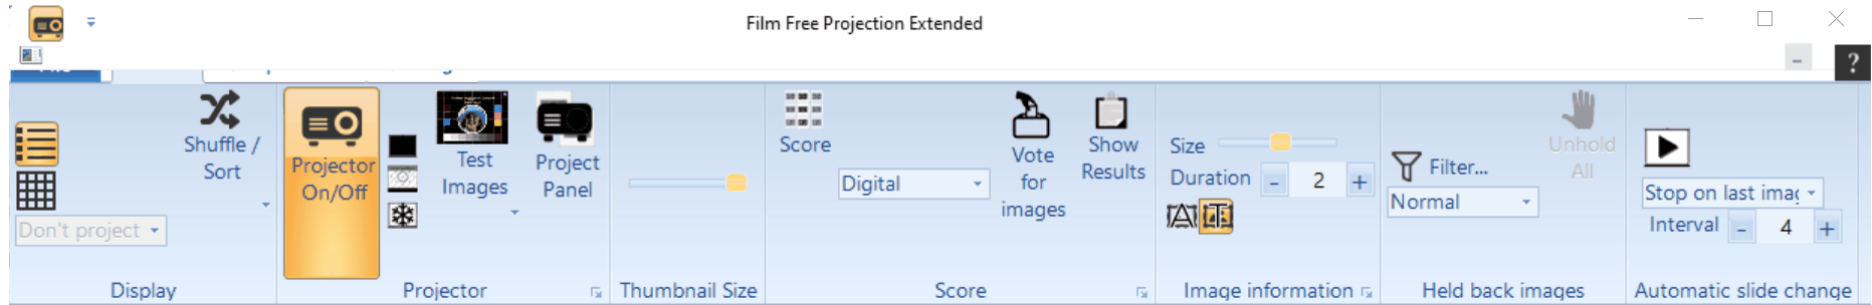 Film Free Projection Extended
?
Shuffle /
Sort
Don't project
Display
Projector
On/Off
Test
Images
Project
Panel
Projector
Thumbnail Size
Score
Digital
Vote
for
images
Show
Results
Score
Size
Duration - 2 +
Image information
Filter...
Normal
Unhold
All
Held back images
Stop on last imag
Interval - 4 +
Automatic slide change